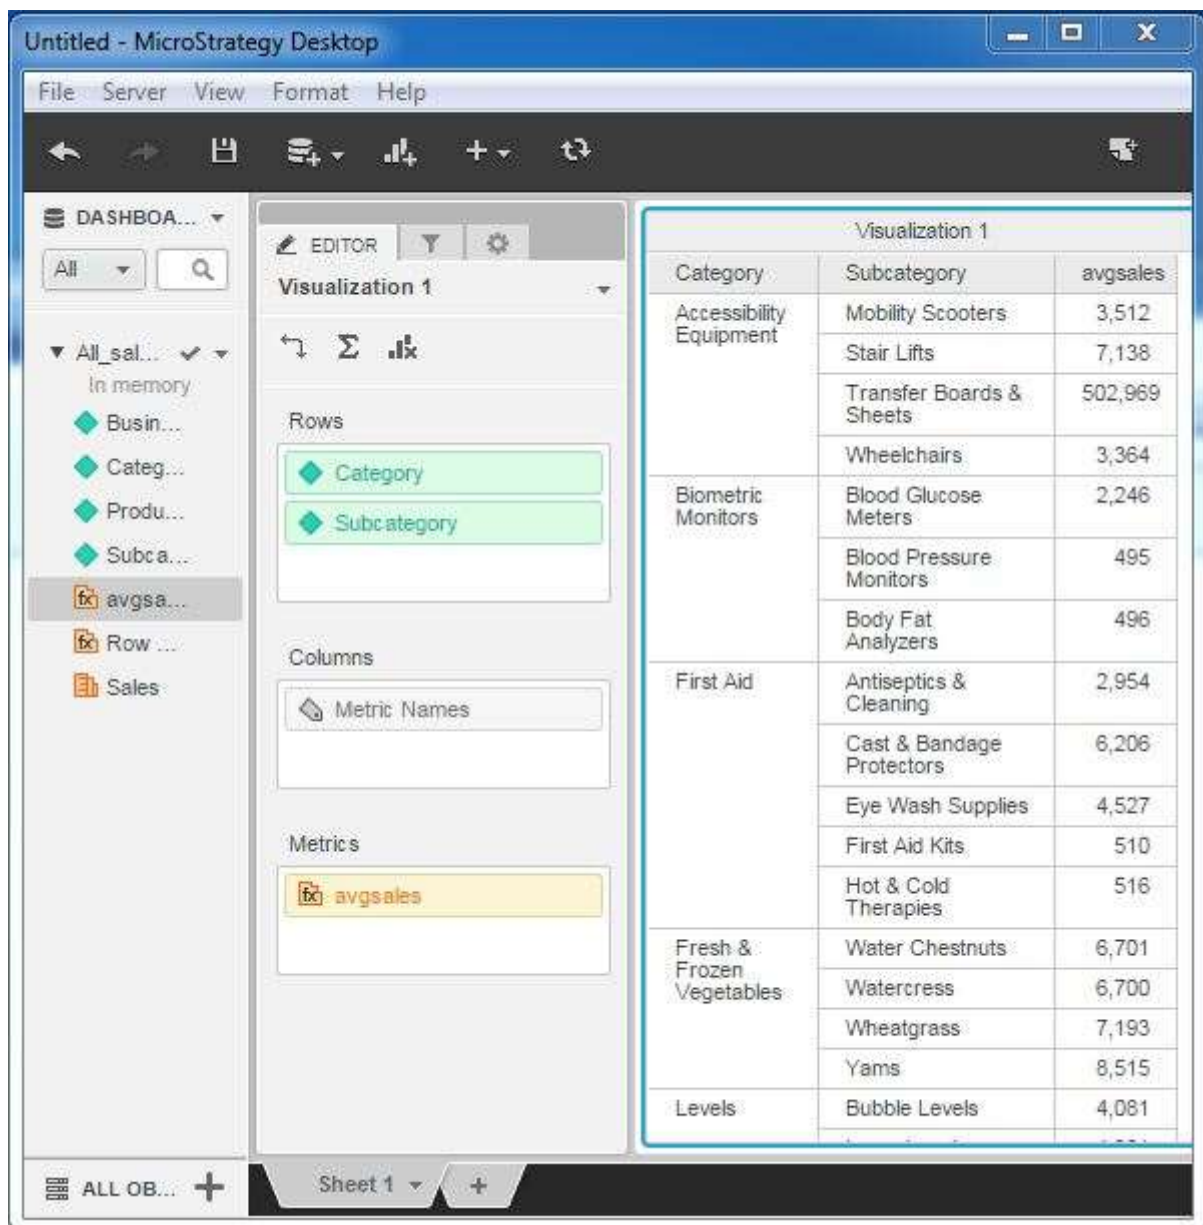 Untitled - MicroStrategy Desktop
File Server View Format Help
DASHBOA...
All
All_sal...
In memory
Busin...
Categ...
Produ...
Subca...
avgsa...
Row ...
Sales
ALL OB...
EDITOR
Visualization 1
Rows
Category
Subcategory
Columns
Metric Names
Metrics
avgsales
Visualization 1
Category Subcategory avgsales
Accessibility
Equipment
Mobility Scooters 3,512
Stair Lifts 7,138
Transfer Boards &
Sheets
502,969
Wheelchairs 3,364
Biometric
Monitors
Blood Glucose
Meters
2,246
Blood Pressure
Monitors
495
Body Fat
Analyzers
496
First Aid
Antiseptics &
Cleaning
2,954
Cast & Bandage
Protectors
6,206
Eye Wash Supplies 4,527
First Aid Kits 510
Hot & Cold
Therapies
516
Fresh &
Frozen
Vegetables
Water Chestnuts 6,701
Watercress 6,700
Wheatgrass 7,193
Yams 8,515
Levels Bubble Levels 4,081
Sheet 1